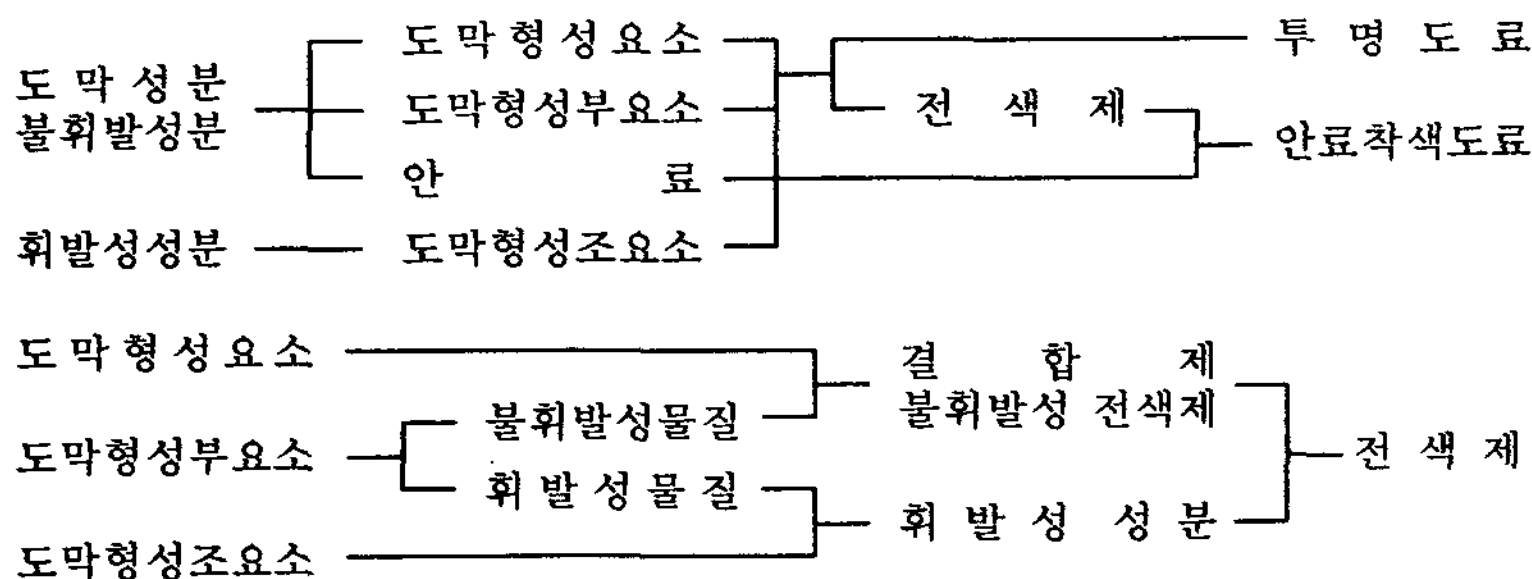 도막형성요소 투명도료
도막성분
불휘발성분 도막형성부요소 전색제 안료착색도료
안료
휘발성성분 도막형성조요소
도막형성요소 결합제
불휘발성물질 불휘발성 전색제
도막형성부요소 전색제
휘발성물질 휘발성 성분
도막형성조요소